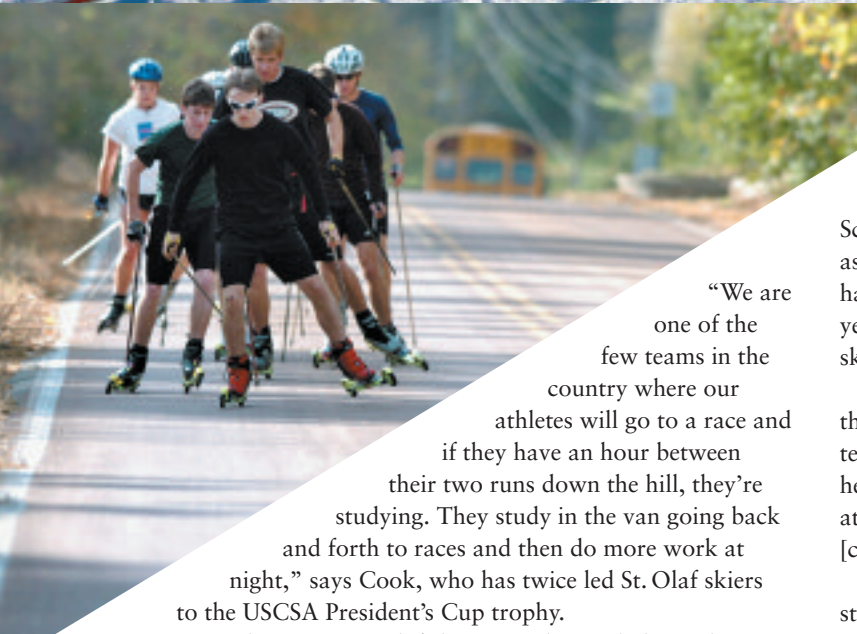 “We are
one of the
few teams in the
country where our
athletes will go to a race and
if they have an hour between
their two runs down the hill, they’re
studying. They study in the van going back
and forth to races and then do more work at
night,” says Cook, who has twice led St. Olaf skiers
to the USCSA President’s Cup trophy.